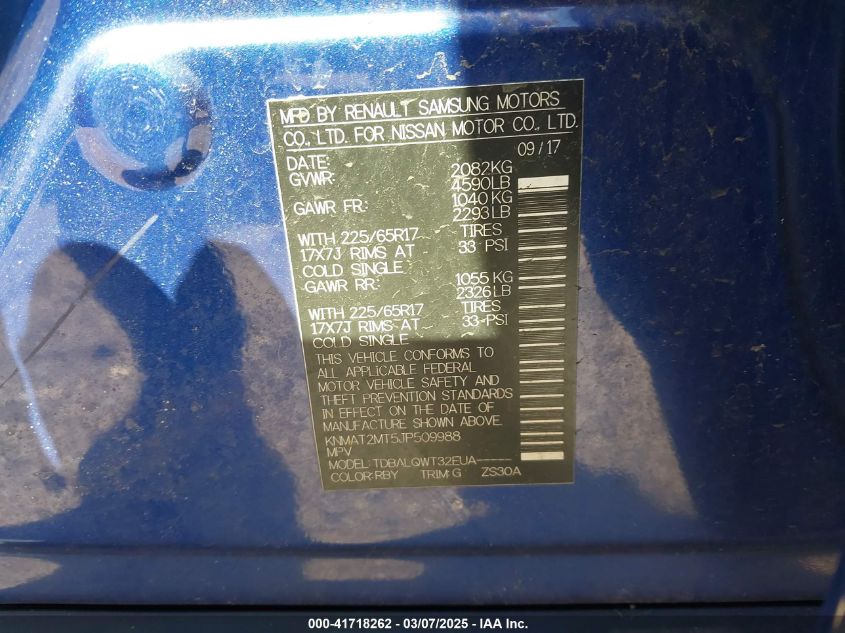 MFD BY RENAULT SAMSUNG MOTORS
CO., LTD. FOR NISSAN MOTOR CO., LTD.
DATE: 09/17
GVWR: 2082KG
4590LB
GAWR FR: 1040KG
2293LB
WITH 225/65R17 TIRES
17X7J RIMS AT 33 PSI
COLD SINGLE
GAWR RR: 1055KG
2326LB
WITH 225/65R17 TIRES
17X7J RIMS AT 33-PSI
COLD SINGLE
THIS VEHICLE CONFORMS TO
ALL APPLICABLE FEDERAL
MOTOR VEHICLE SAFETY AND
THEFT PREVENTION STANDARDS
IN EFFECT ON THE DATE OF
MANUFACTURE SHOWN ABOVE.
KNMAT2MT5JP509988
MPV
MODEL: TDBALQWT32EUA-----
COLOR:RBY TRIM:G ZS30A
000-41718262 - 03/07/2025 - IAA Inc.